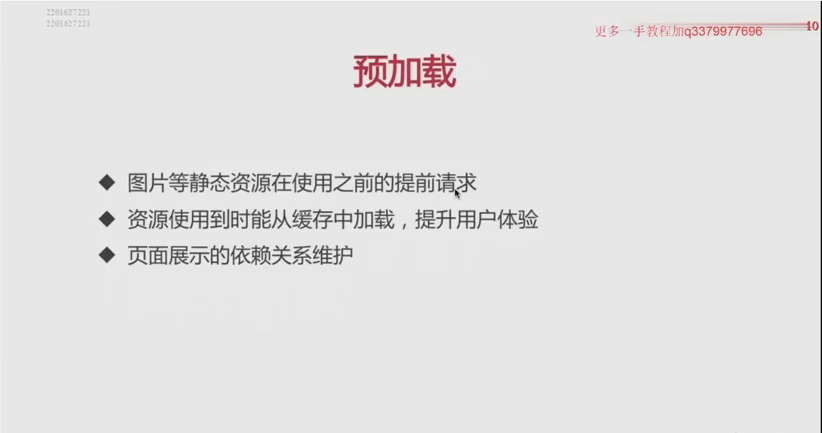 2201627221
2201627221
更多一手教程加q3379977696
10
预加载
图片等静态资源在使用之前的提前请求
资源使用到时能从缓存中加载，提升用户体验
页面展示的依赖关系维护